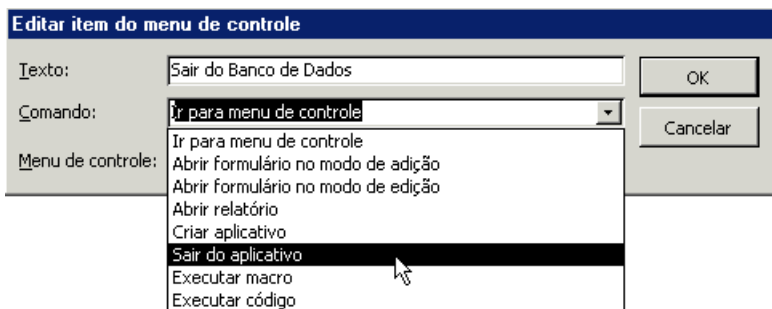 Editar item do menu de controle
Texto: Sair do Banco de Dados OK
Comando: Ir para menu de controle Cancelar
Ir para menu de controle
Menu de controle: Abrir formulário no modo de adição
Abrir formulário no modo de edição
Abrir relatório
Criar aplicativo
Sair do aplicativo
Executar macro
Executar código